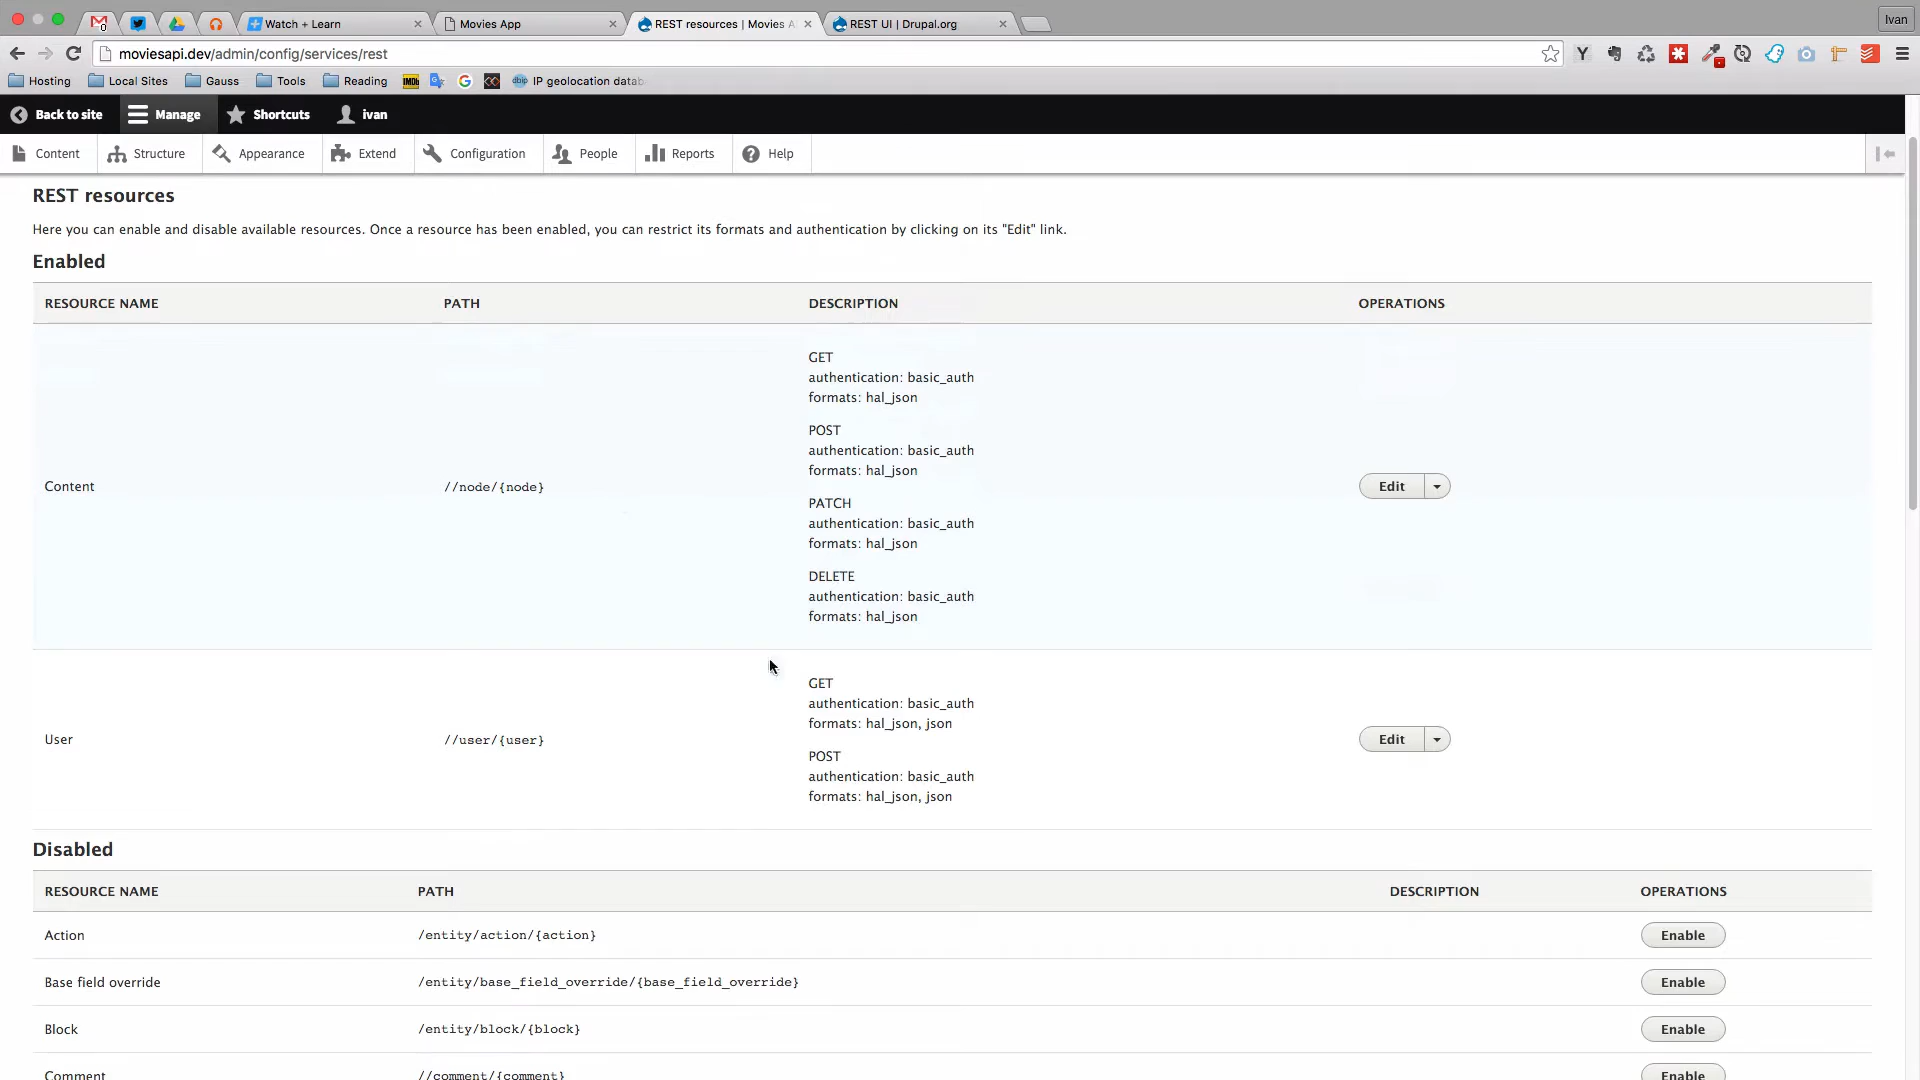 Watch + Learn
Movies App
REST resources | Movies A
REST UI | Drupal.org
Ivan
moviesapi.dev/admin/config/services/rest
Hosting
Local Sites
Gauss
Tools
Reading
IMDb
IP geolocation datab
Back to site
Manage
Shortcuts
ivan
Content
Structure
Appearance
Extend
Configuration
People
Reports
Help
REST resources
Here you can enable and disable available resources. Once a resource has been enabled, you can restrict its formats and authentication by clicking on its "Edit" link.
Enabled
RESOURCE NAME PATH DESCRIPTION OPERATIONS
GET
authentication: basic_auth
formats: hal_json
POST
authentication: basic_auth
formats: hal_json
Content //node/{node} Edit
PATCH
authentication: basic_auth
formats: hal_json
DELETE
authentication: basic_auth
formats: hal_json
GET
authentication: basic_auth
formats: hal_json, json
User //user/{user} Edit
POST
authentication: basic_auth
formats: hal_json, json
Disabled
RESOURCE NAME PATH DESCRIPTION OPERATIONS
Action /entity/action/{action} Enable
Base field override /entity/base_field_override/{base_field_override} Enable
Block /entity/block/{block} Enable
Comment //comment/{comment} Enable